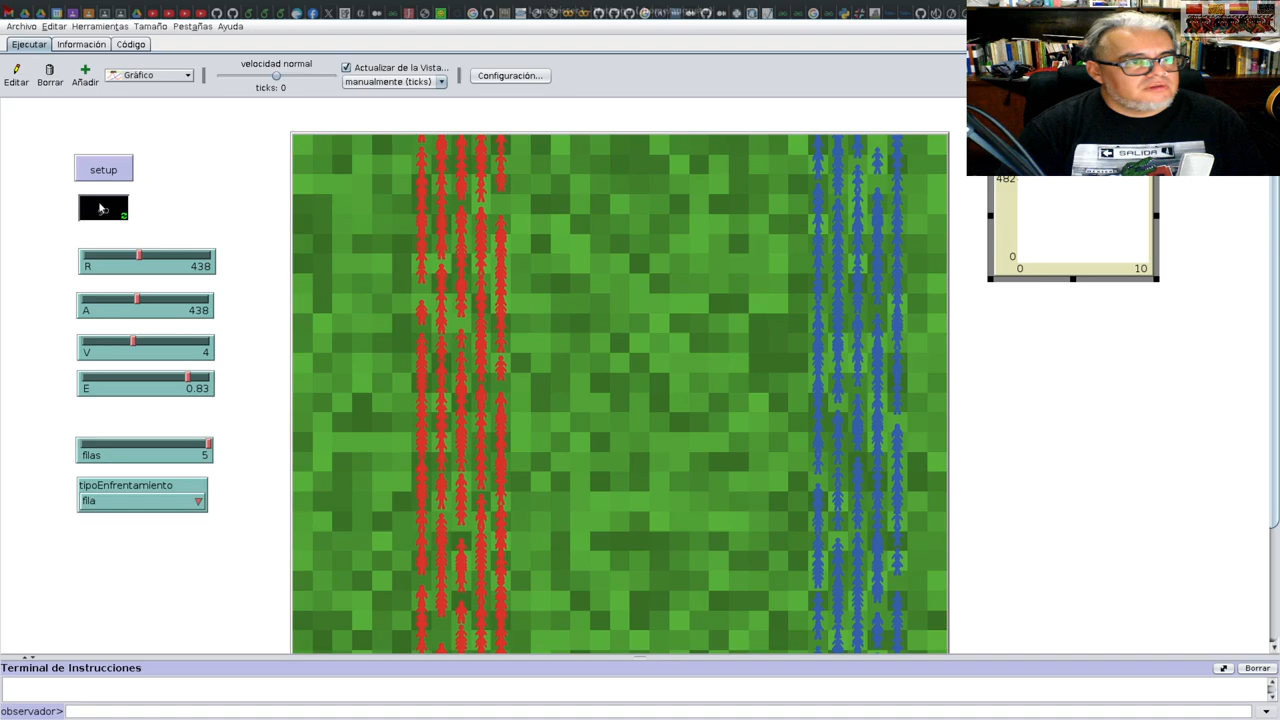 Archivo Editar Herramientas Tamaño Pestañas Ayuda
Ejecutar Información Código
Editar Borrar Añadir Gráfico
velocidad normal
ticks: 0
Actualizar de la Vista...
manualmente (ticks)
Configuración...
SALIDA
setup
R 438
A 438
V 4
E 0.83
filas 5
tipoEnfrentamiento
fila
482
0
0 10
Terminal de Instrucciones
Borrar
observador>